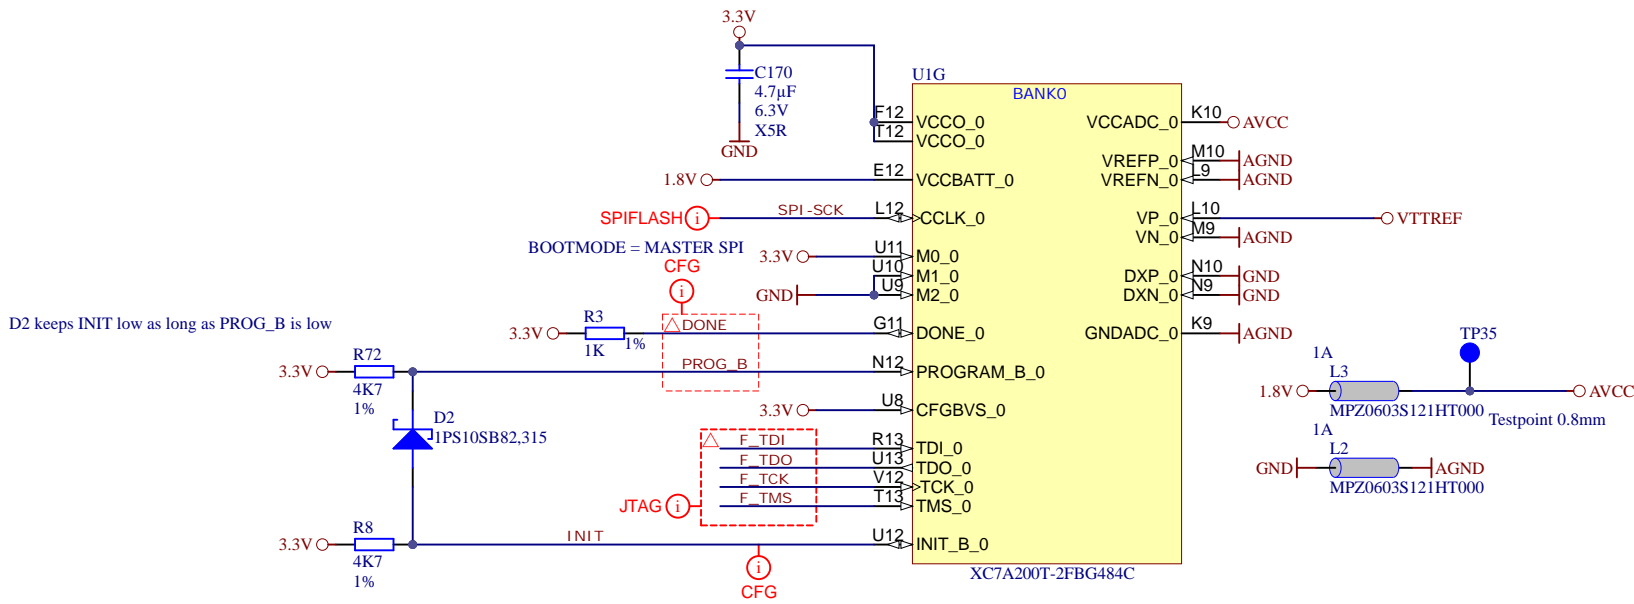 3.3V
C170
4.7µF
6.3V
X5R
GND
U1G
BANK0
F12 VCCO_0
T12 VCCO_0
1.8V E12 VCCBATT_0
SPIFLASH i SPI-SCK L12 CCLK_0
BOOTMODE = MASTER SPI
3.3V U11 M0_0
U10 M1_0
GND U9 M2_0
CFG
i
D2 keeps INIT low as long as PROG_B is low
3.3V R3 1K 1% DONE G11 DONE_0
3.3V R72 4K7 1% PROG_B N12 PROGRAM_B_0
D2
1PS10SB82,315
3.3V U8 CFGBVS_0
F_TDI R13 TDI_0
F_TDO U13 TDO_0
F_TCK V12 TCK_0
F_TMS T13 TMS_0
JTAG i
3.3V R8 4K7 1% INIT U12 INIT_B_0
i
CFG
VCCADC_0 K10 AVCC
VREFP_0 M10 AGND
VREFN_0 L9 AGND
VP_0 L10 VTTREF
VN_0 M9 AGND
DXP_0 N10 GND
DXN_0 N9 GND
GNDADC_0 K9 AGND
XC7A200T-2FBG484C
TP35
1A
L3
1.8V AVCC
MPZ0603S121HT000
Testpoint 0.8mm
1A
L2
GND AGND
MPZ0603S121HT000